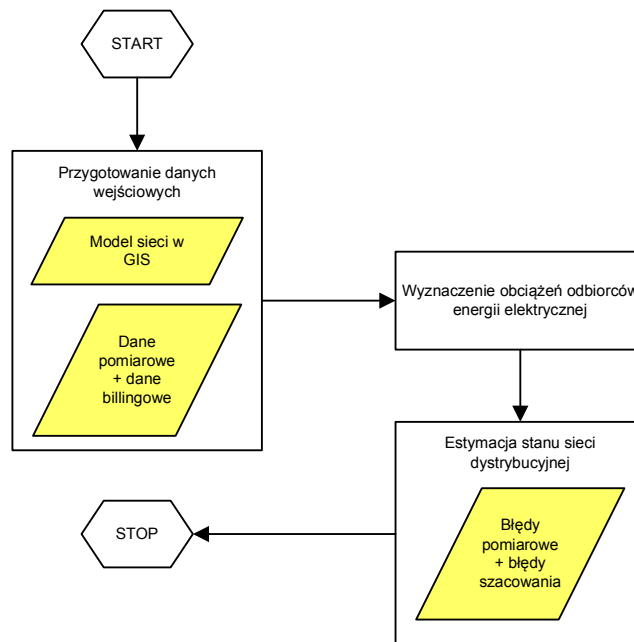 START
Przygotowanie danych
wejściowych
Model sieci w
GIS
Dane
pomiarowe
+ dane
billingowe
Wyznaczenie obciążeń odbiorców
energii elektrycznej
Estymacja stanu sieci
dystrybucyjnej
Błędy
pomiarowe
+ błędy
szacowania
STOP